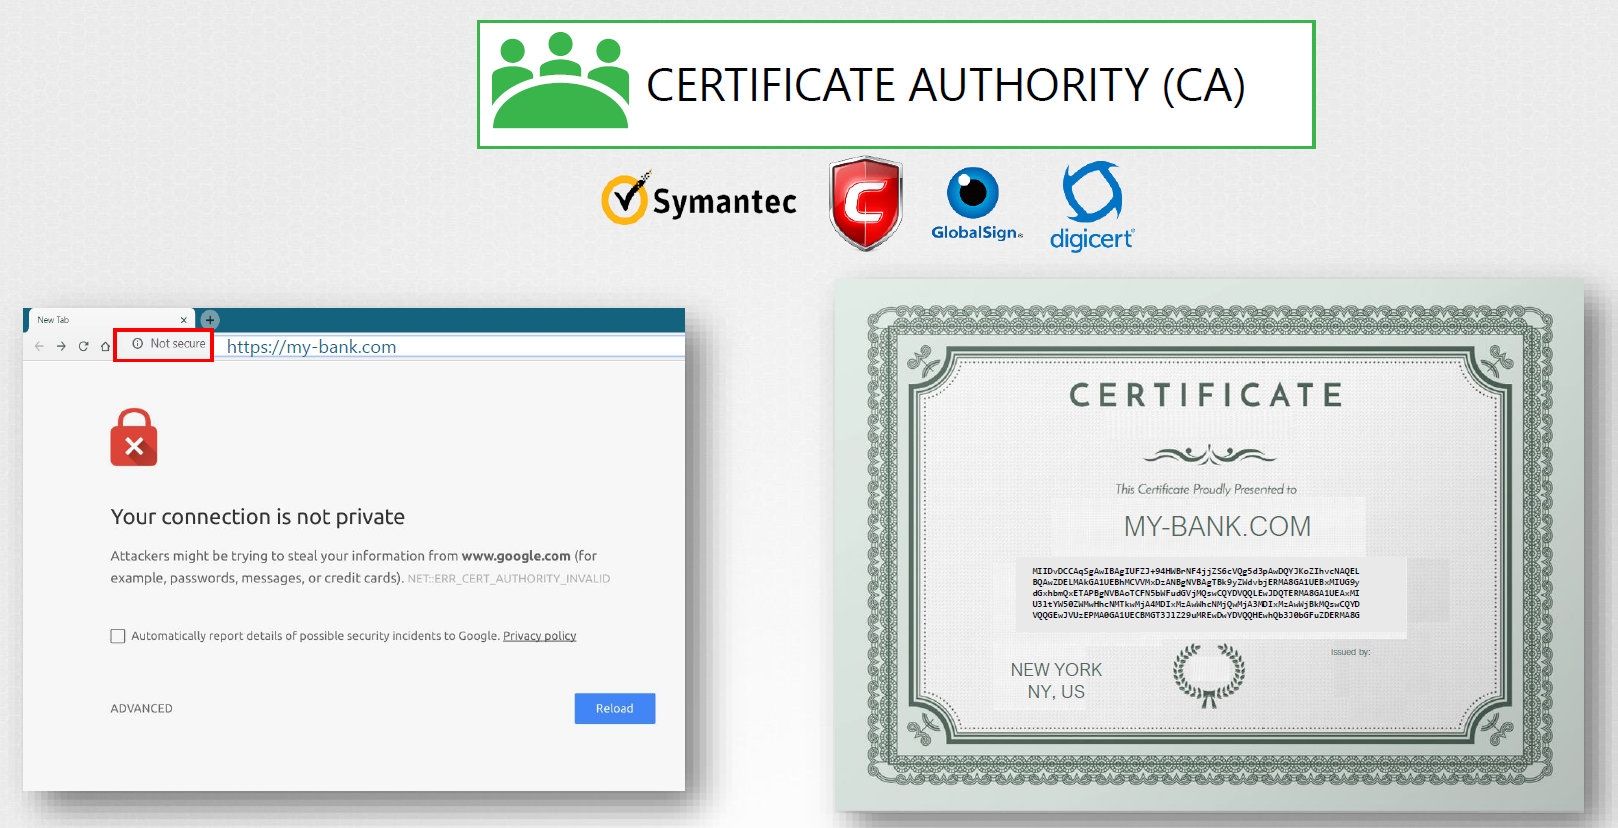 CERTIFICATE AUTHORITY (CA)
Symantec
C
GlobalSign®
digicert®
New Tab
Not secure
https://my-bank.com
Your connection is not private
Attackers might be trying to steal your information from www.google.com (for
example, passwords, messages, or credit cards). NET::ERR_CERT_AUTHORITY_INVALID
Automatically report details of possible security incidents to Google. Privacy policy
ADVANCED
Reload
CERTIFICATE
This Certificate Proudly Presented to
MY-BANK.COM
MIIDvDCCAqSgAwIBAgIUFZJ+94HWBrNF4jjZS6cVQg5d3pAwDQYJKoZIhvcNAQEL
BQAwZDELMAkGA1UEBhMCVVMxDzANBgNVBAgTBk9yZWdvbjERMA8GA1UEBxMIUG9y
dGxhbmQxETAPBgNVBAoTCFN5bWFudGVjMQswCQYDVQQLEwJDQTERMA8GA1UEAxMI
U3ltYW50ZWMwHhcNMTkwMjA4MDIxMzAwWhcNMjQwMjA3MDIxMzAwWjBkMQswCQYD
VQQGEwJVUzEPMA0GA1UECBMGT3JlZ29uMREwDwYDVQQHEwhQb3J0bGFuZDERMA8G
NEW YORK
NY, US
Issued by: